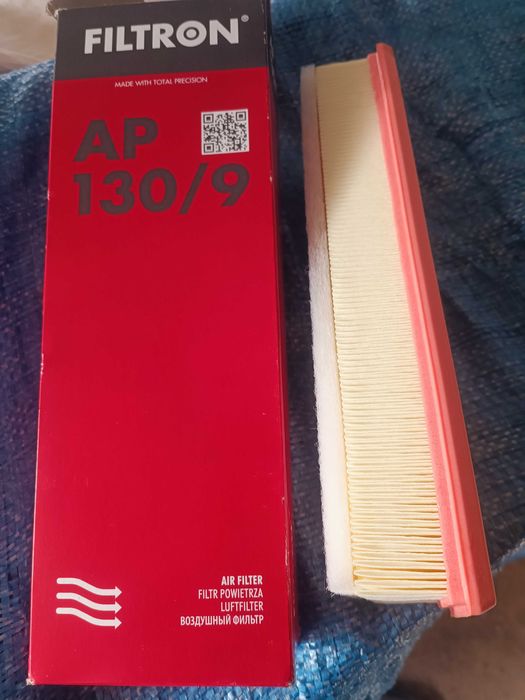 FILTRON®
MADE WITH TOTAL PRECISION
AP
130/9
AIR FILTER
FILTR POWIETRZA
LUFTFILTER
ВОЗДУШНЫЙ ФИЛЬТР